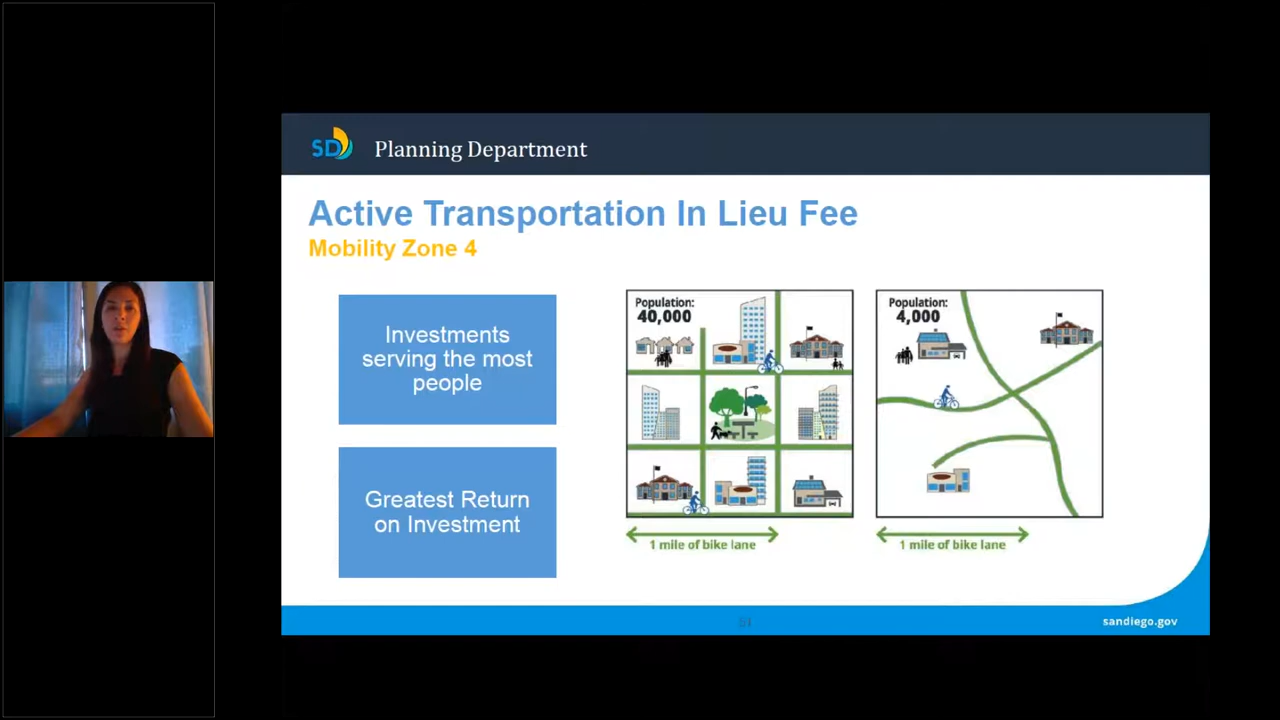 SD
Planning Department
Active Transportation In Lieu Fee
Mobility Zone 4
Investments
serving the most
people
Greatest Return
on Investment
Population:
40,000
1 mile of bike lane
Population:
4,000
1 mile of bike lane
sandiego.gov